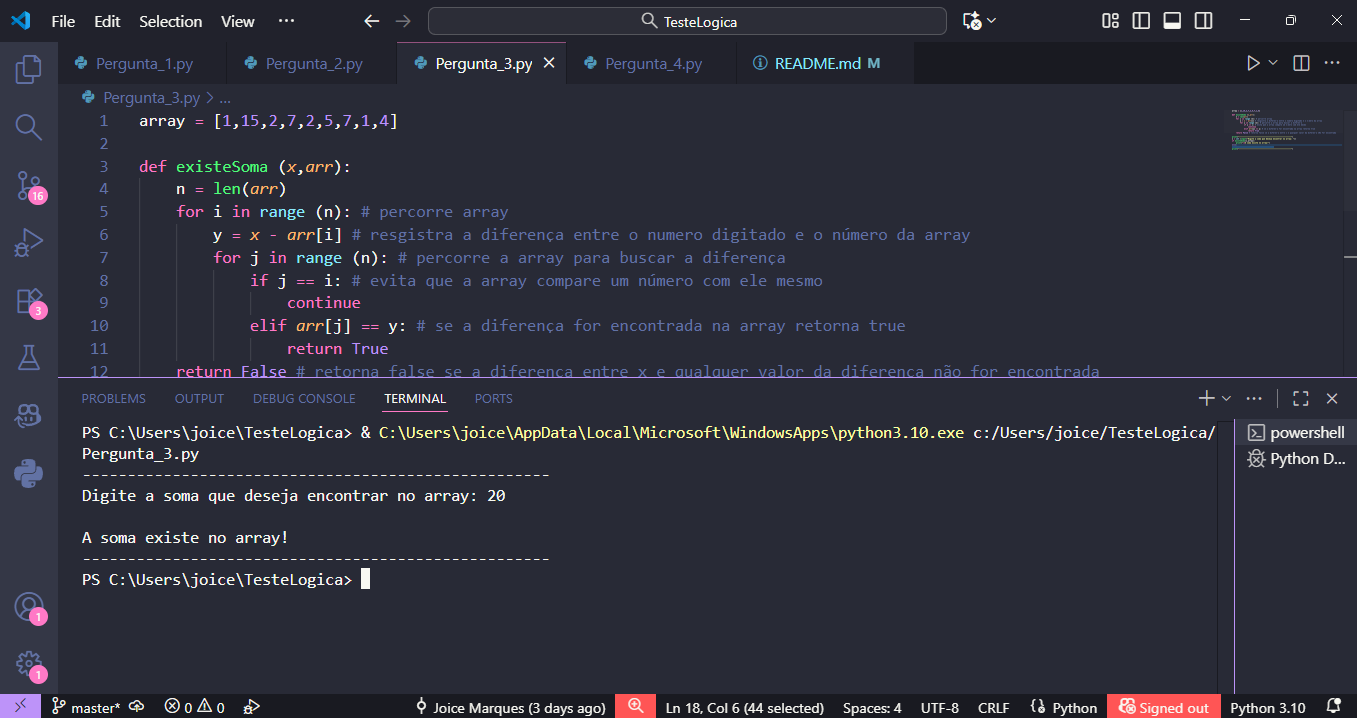 File Edit Selection View ··· ← → TesteLogica
Pergunta_1.py Pergunta_2.py Pergunta_3.py Pergunta_4.py README.md M
Pergunta_3.py > ...
1 array = [1,15,2,7,2,5,7,1,4]
2
3 def existeSoma (x,arr):
4 n = len(arr)
5 for i in range (n): # percorre array
6 y = x - arr[i] # resgistra a diferença entre o numero digitado e o número da array
7 for j in range (n): # percorre a array para buscar a diferença
8 if j == i: # evita que a array compare um número com ele mesmo
9 continue
10 elif arr[j] == y: # se a diferença for encontrada na array retorna true
11 return True
12 return False # retorna false se a diferença entre x e qualquer valor da diferença não for encontrada
16
3
1
1
PROBLEMS OUTPUT DEBUG CONSOLE TERMINAL PORTS
PS C:\Users\joice\TesteLogica> & C:\Users\joice\AppData\Local\Microsoft\WindowsApps\python3.10.exe c:/Users/joice/TesteLogica/
Pergunta_3.py
----------------------------------------------------
Digite a soma que deseja encontrar no array: 20
A soma existe no array!
----------------------------------------------------
PS C:\Users\joice\TesteLogica>
powershell
Python D...
master* 0 0 Joice Marques (3 days ago) Ln 18, Col 6 (44 selected) Spaces: 4 UTF-8 CRLF Python Signed out Python 3.10